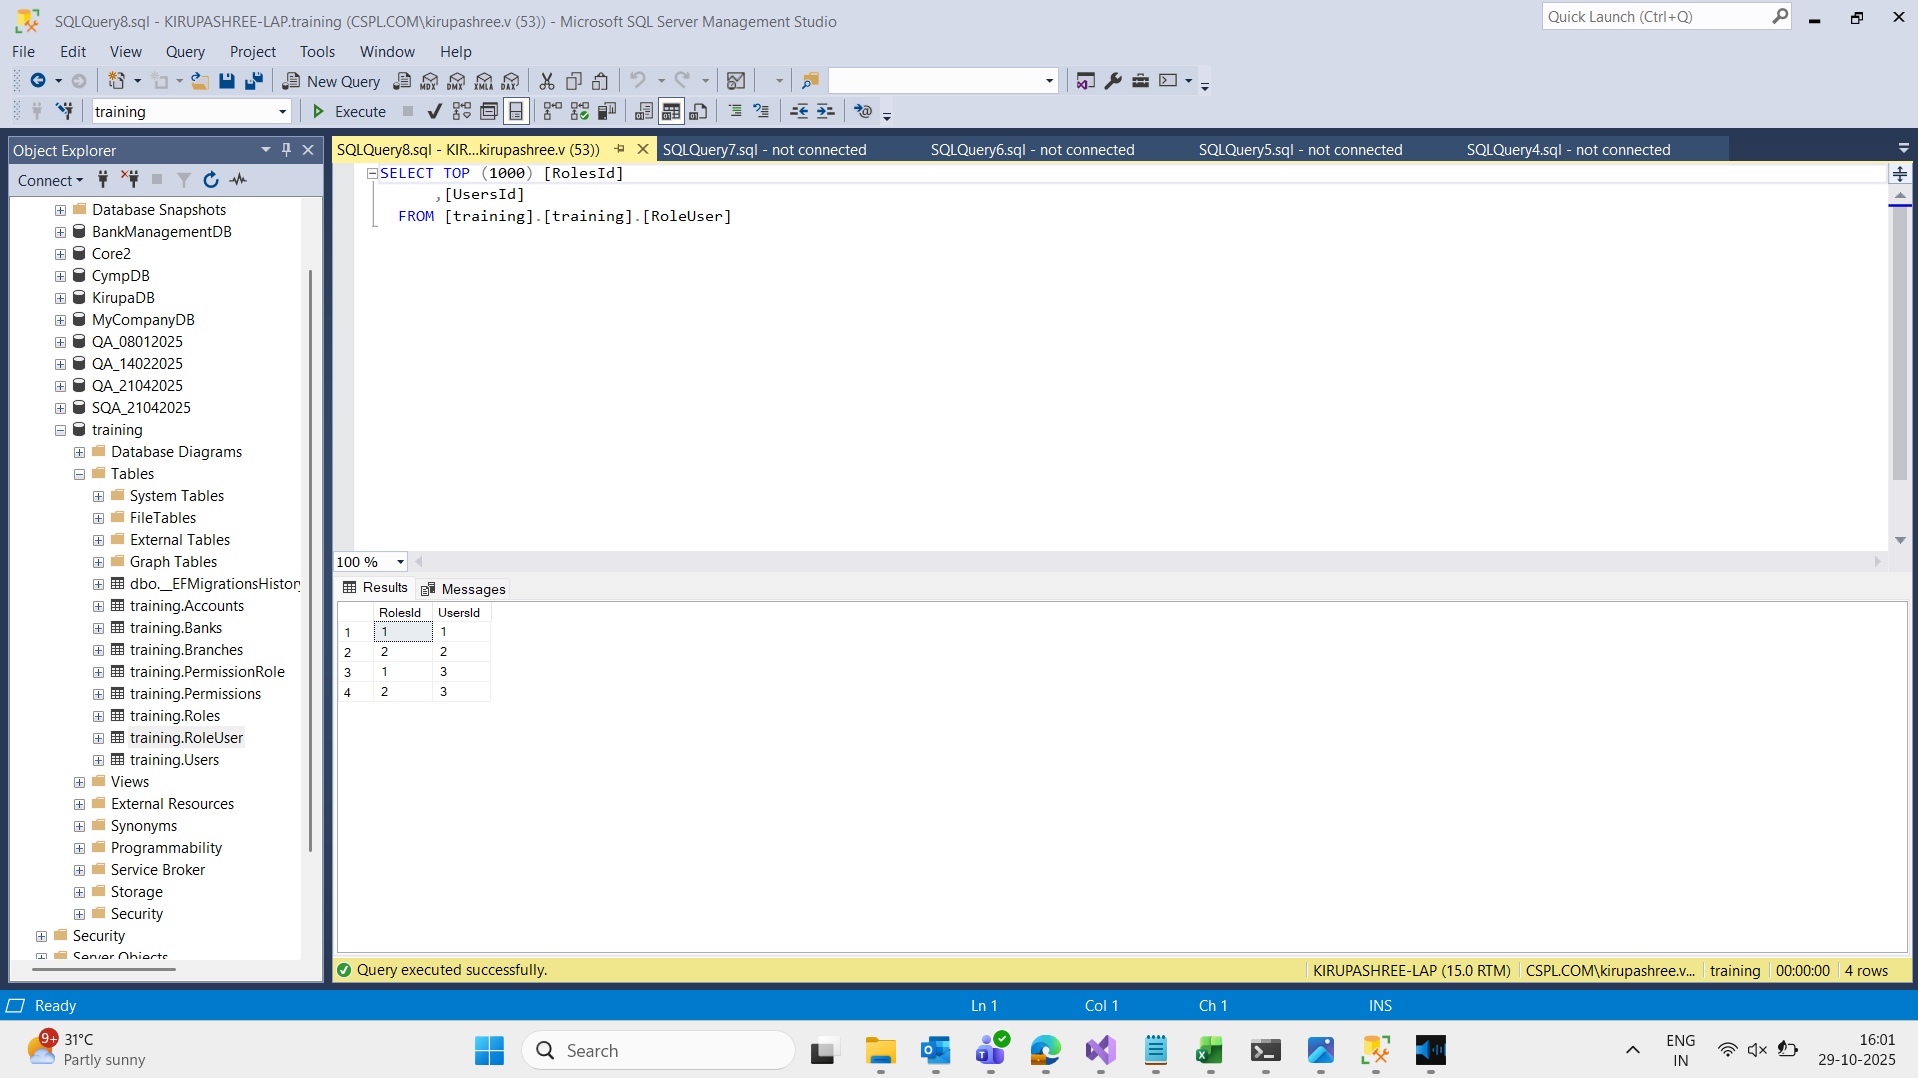 SQLQuery8.sql - KIRUPASHREE-LAP.training (CSPL.COM\kirupashree.v (53)) - Microsoft SQL Server Management Studio
Quick Launch (Ctrl+Q)
File Edit View Query Project Tools Window Help
New Query MDX DMX XMLA DAX
training Execute
Object Explorer
SQLQuery8.sql - KIR...kirupashree.v (53)) SQLQuery7.sql - not connected SQLQuery6.sql - not connected SQLQuery5.sql - not connected SQLQuery4.sql - not connected
Connect
Database Snapshots
BankManagementDB
Core2
CympDB
KirupaDB
MyCompanyDB
QA_08012025
QA_14022025
QA_21042025
SQA_21042025
training
Database Diagrams
Tables
System Tables
FileTables
External Tables
Graph Tables
dbo.__EFMigrationsHistory
training.Accounts
training.Banks
training.Branches
training.PermissionRole
training.Permissions
training.Roles
training.RoleUser
training.Users
Views
External Resources
Synonyms
Programmability
Service Broker
Storage
Security
Security
Server Objects
SELECT TOP (1000) [RolesId]
,[UsersId]
FROM [training].[training].[RoleUser]
100 %
Results Messages
RolesId UsersId
1 1 1
2 2 2
3 1 3
4 2 3
Query executed successfully.
KIRUPASHREE-LAP (15.0 RTM) CSPL.COM\kirupashree.v... training 00:00:00 4 rows
Ready Ln 1 Col 1 Ch 1 INS
9+ 31°C
Partly sunny
Search
ENG
IN
16:01
29-10-2025